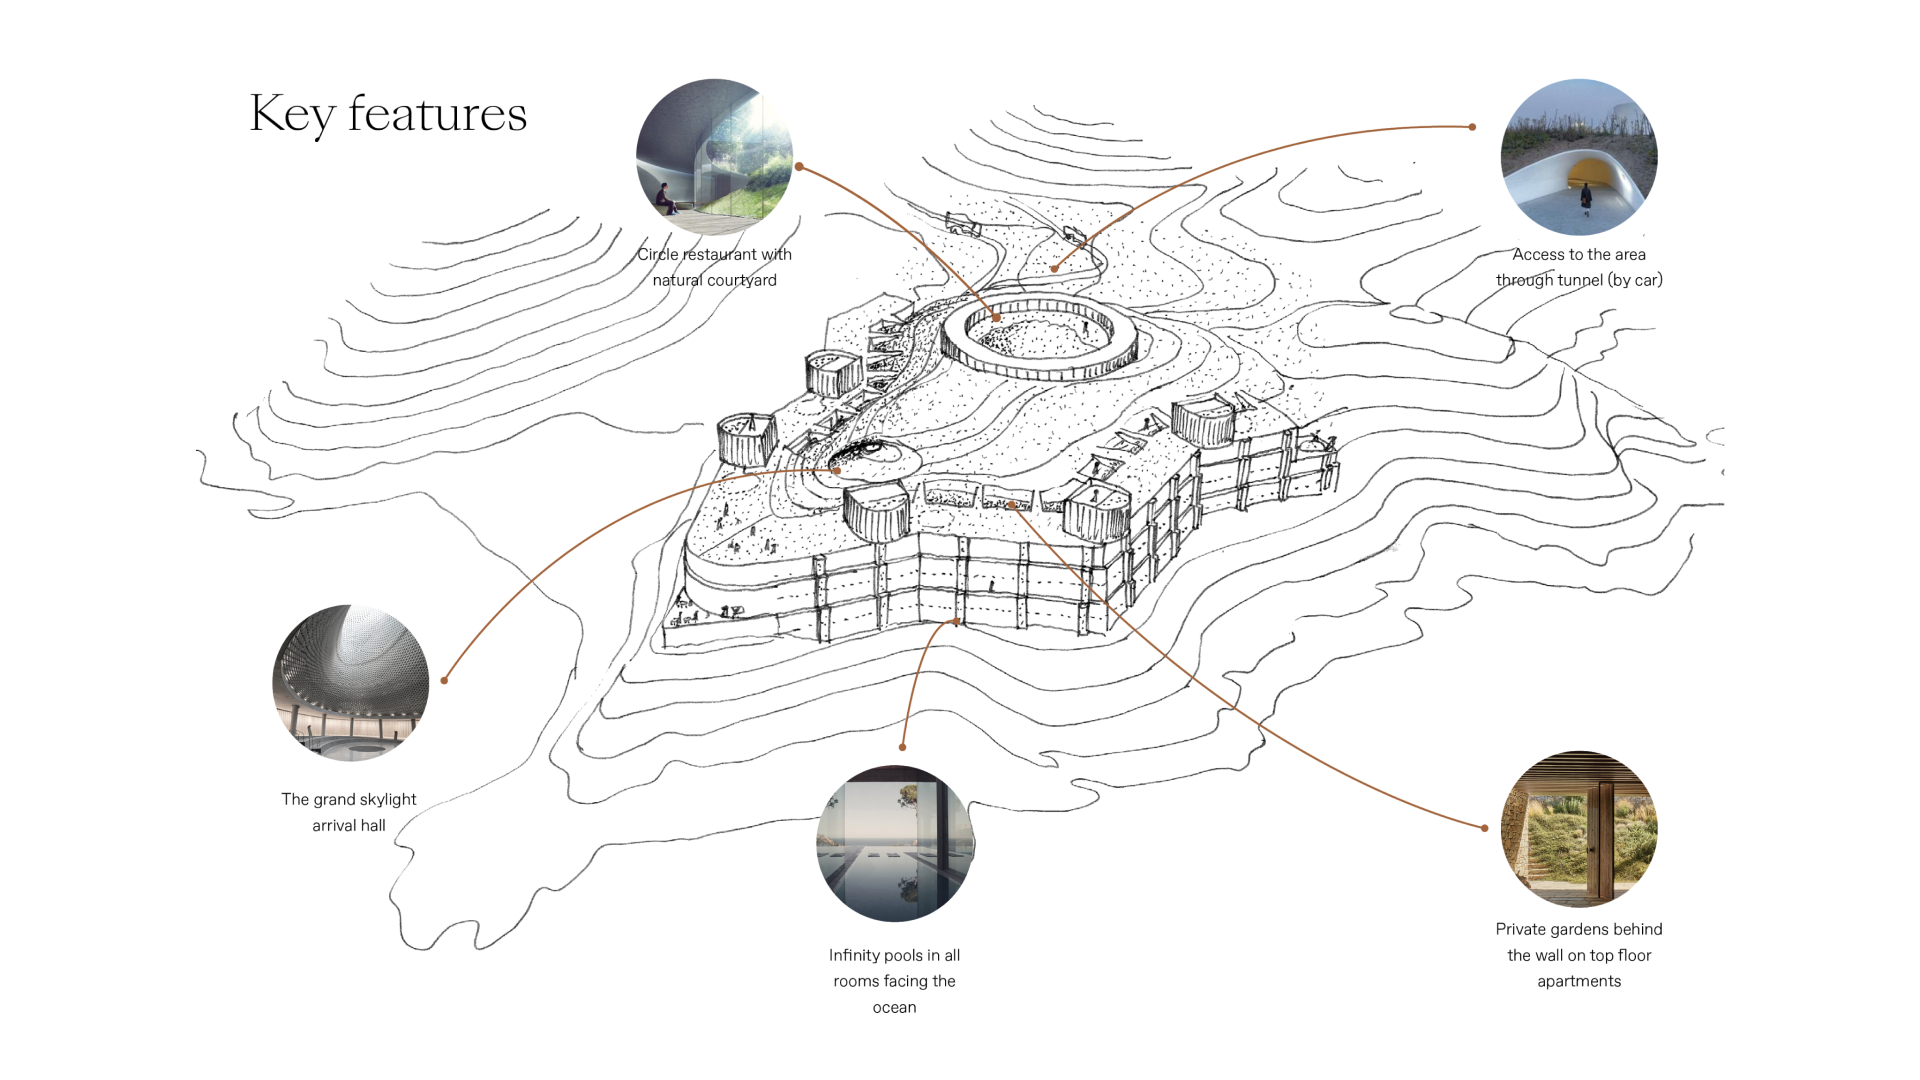 Key features
Circle restaurant with
natural courtyard
Access to the area
through tunnel (by car)
The grand skylight
arrival hall
Infinity pools in all
rooms facing the
ocean
Private gardens behind
the wall on top floor
apartments